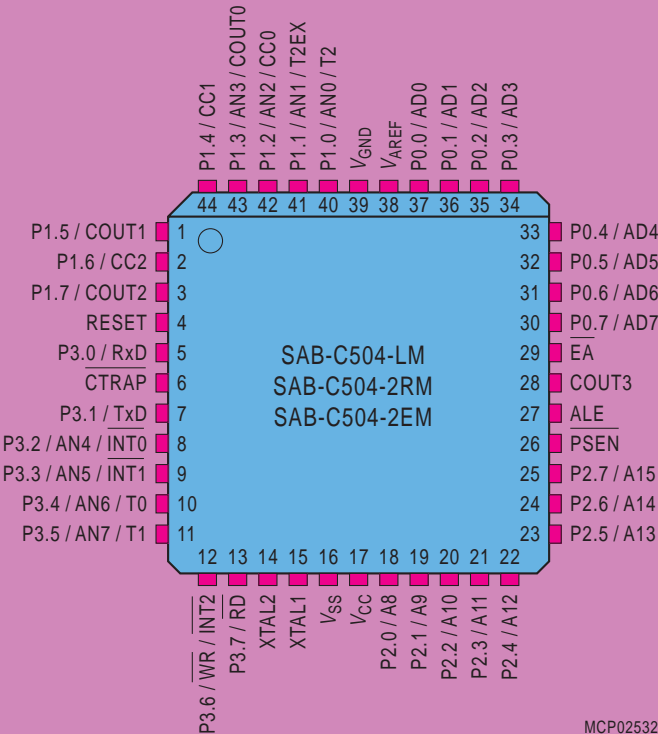 P1.4 / CC1
P1.3 / AN3 / COUT0
P1.2 / AN2 / CC0
P1.1 / AN1 / T2EX
P1.0 / AN0 / T2
VGND
VAREF
P0.0 / AD0
P0.1 / AD1
P0.2 / AD2
P0.3 / AD3
44 43 42 41 40 39 38 37 36 35 34
P1.5 / COUT1 1
33 P0.4 / AD4
P1.6 / CC2 2
32 P0.5 / AD5
P1.7 / COUT2 3
31 P0.6 / AD6
RESET 4
30 P0.7 / AD7
P3.0 / RxD 5
SAB-C504-LM
29 EA
CTRAP 6
SAB-C504-2RM
28 COUT3
P3.1 / TxD 7
SAB-C504-2EM
27 ALE
P3.2 / AN4 / INT0 8
26 PSEN
P3.3 / AN5 / INT1 9
25 P2.7 / A15
P3.4 / AN6 / T0 10
24 P2.6 / A14
P3.5 / AN7 / T1 11
23 P2.5 / A13
12 13 14 15 16 17 18 19 20 21 22
P3.6 / WR / INT2
P3.7 / RD
XTAL2
XTAL1
VSS
VCC
P2.0 / A8
P2.1 / A9
P2.2 / A10
P2.3 / A11
P2.4 / A12
MCP02532